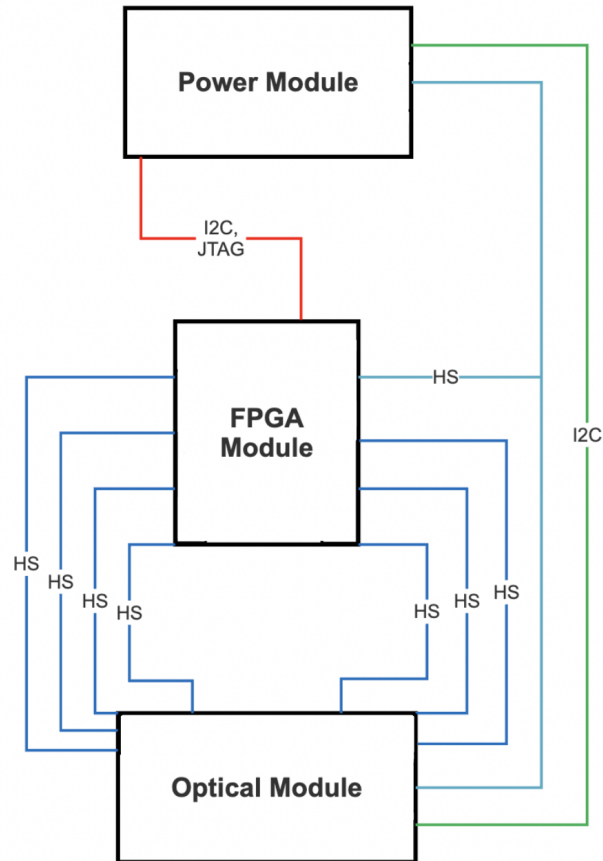 Power Module
I2C,
JTAG
HS
FPGA
Module
I2C
HS
HS
HS
HS
HS
HS
HS
Optical Module